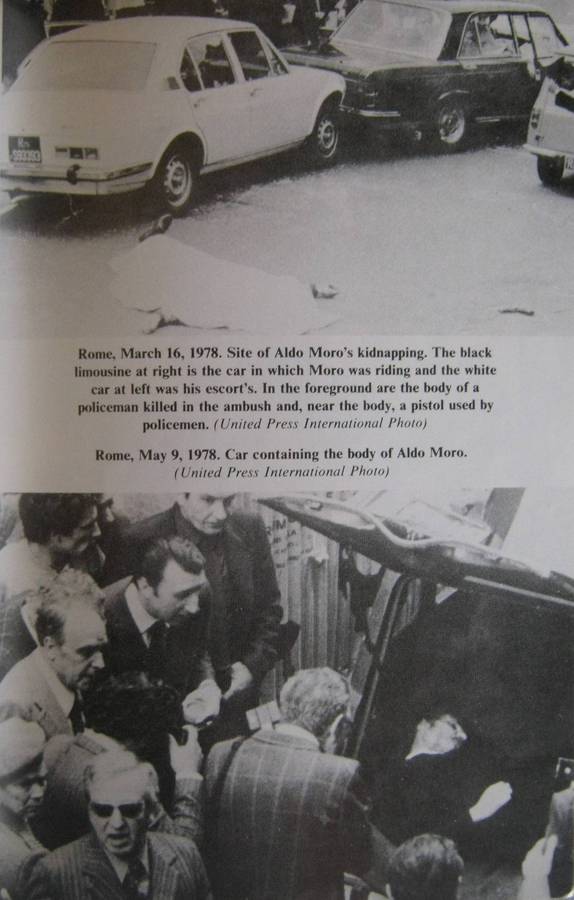 Rome, March 16, 1978. Site of Aldo Moro's kidnapping. The black
limousine at right is the car in which Moro was riding and the white
car at left was his escort's. In the foreground are the body of a
policeman killed in the ambush and, near the body, a pistol used by
policemen. (United Press International Photo)
Rome, May 9, 1978. Car containing the body of Aldo Moro.
(United Press International Photo)